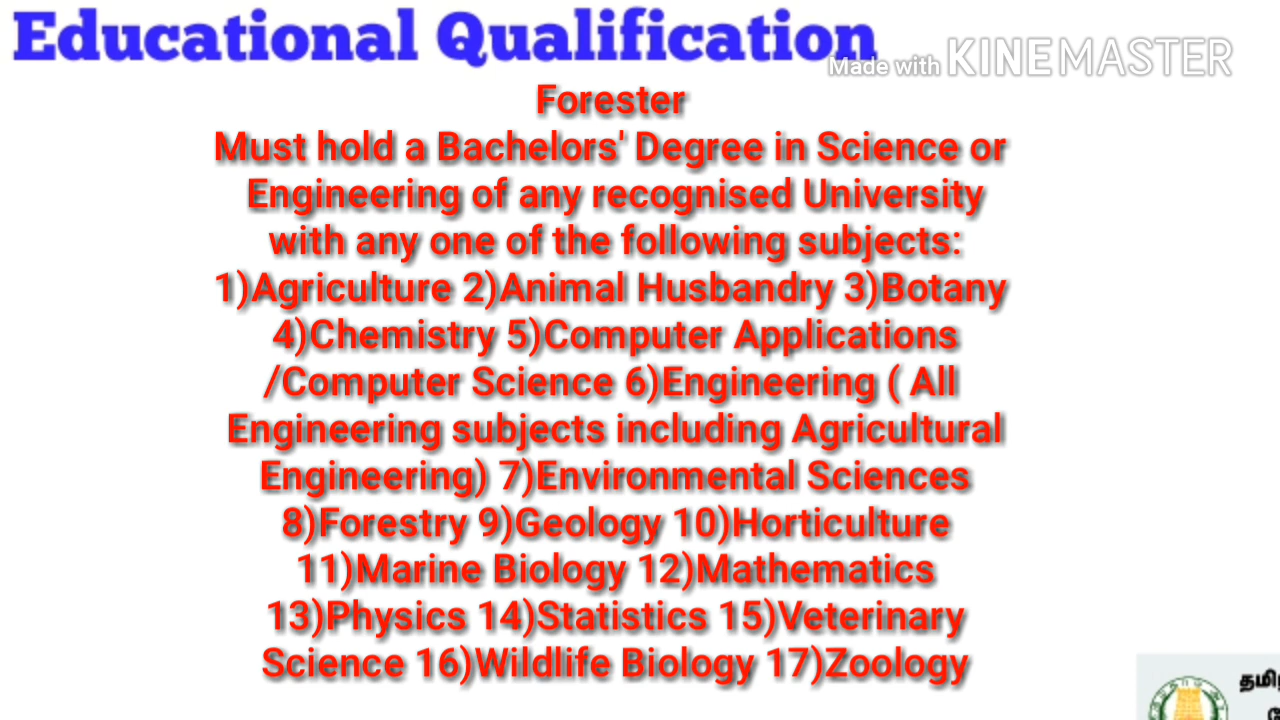 Educational Qualification
Made with KINEMASTER
Forester
Must hold a Bachelors' Degree in Science or
Engineering of any recognised University
with any one of the following subjects:
1)Agriculture 2)Animal Husbandry 3)Botany
4)Chemistry 5)Computer Applications
/Computer Science 6)Engineering ( All
Engineering subjects including Agricultural
Engineering) 7)Environmental Sciences
8)Forestry 9)Geology 10)Horticulture
11)Marine Biology 12)Mathematics
13)Physics 14)Statistics 15)Veterinary
Science 16)Wildlife Biology 17)Zoology